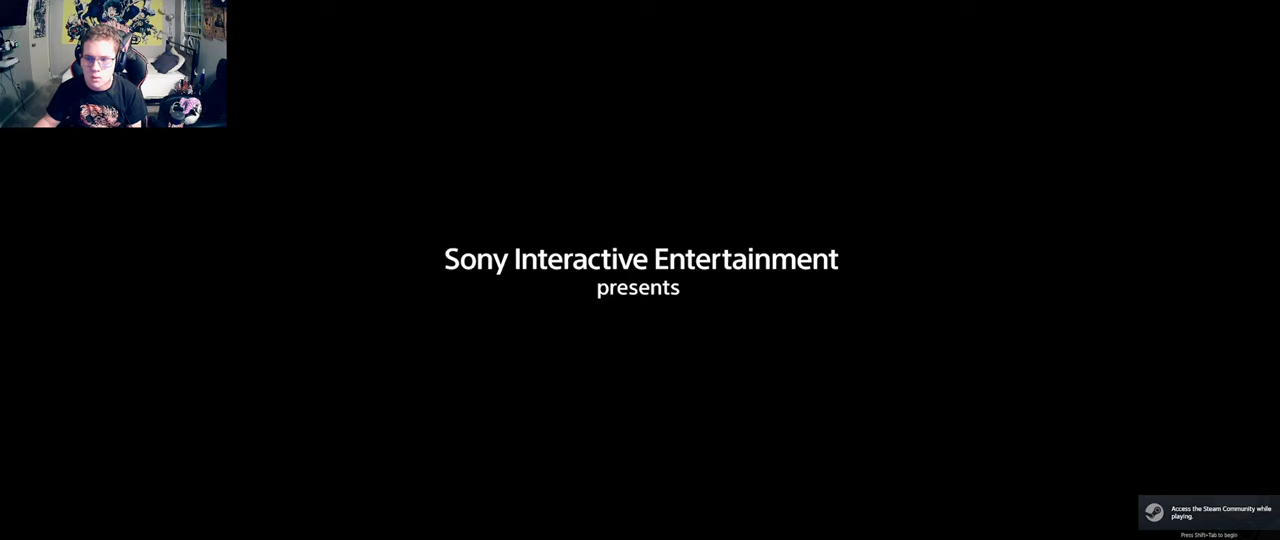 Sony Interactive Entertainment
presents
Access the Steam Community while
playing.
Press Shift+Tab to begin